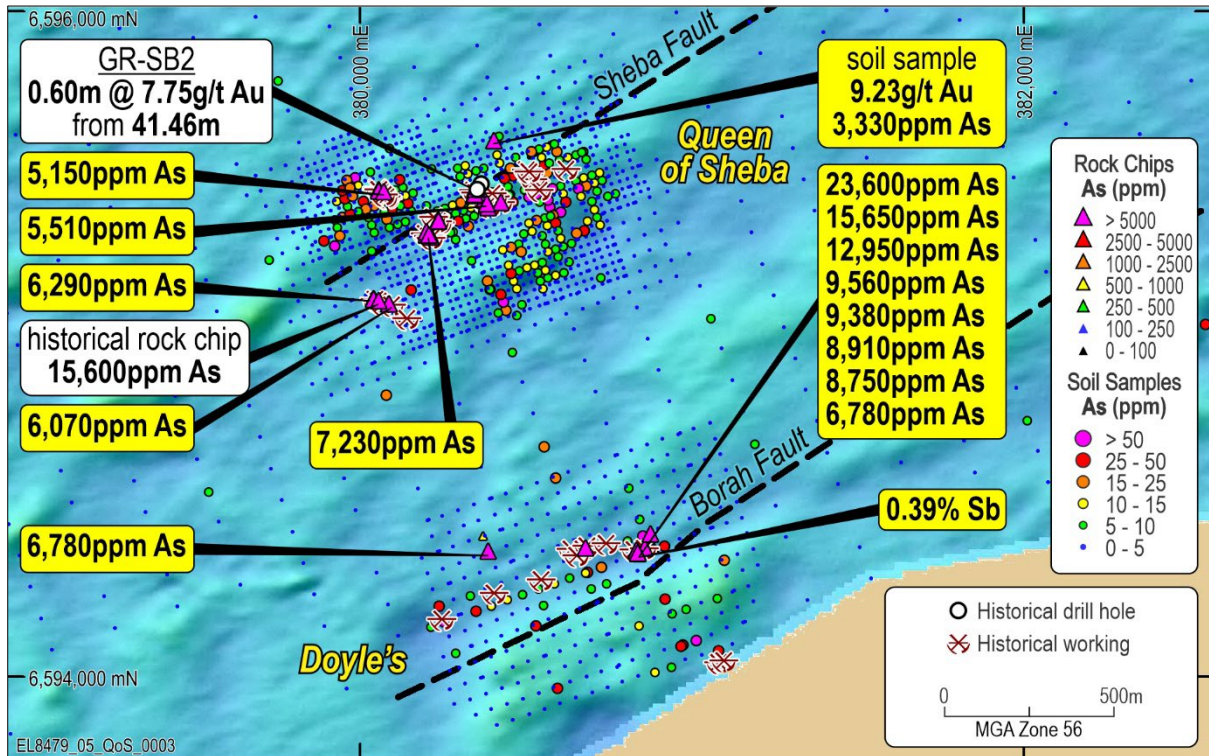 6,596,000 mN
380,000 mE
382,000 mE
GR-SB2
0.60m @ 7.75g/t Au
from 41.46m
5,150ppm As
5,510ppm As
6,290ppm As
historical rock chip
15,600ppm As
6,070ppm As
7,230ppm As
6,780ppm As
Sheba Fault
Queen
of Sheba
soil sample
9.23g/t Au
3,330ppm As
23,600ppm As
15,650ppm As
12,950ppm As
9,560ppm As
9,380ppm As
8,910ppm As
8,750ppm As
6,780ppm As
Borah Fault
0.39% Sb
Doyle's
6,594,000 mN
EL8479_05_QoS_0003
Rock Chips
As (ppm)
> 5000
2500 - 5000
1000 - 2500
500 - 1000
250 - 500
100 - 250
0 - 100
Soil Samples
As (ppm)
> 50
25 - 50
15 - 25
10 - 15
5 - 10
0 - 5
Historical drill hole
Historical working
0 500m
MGA Zone 56